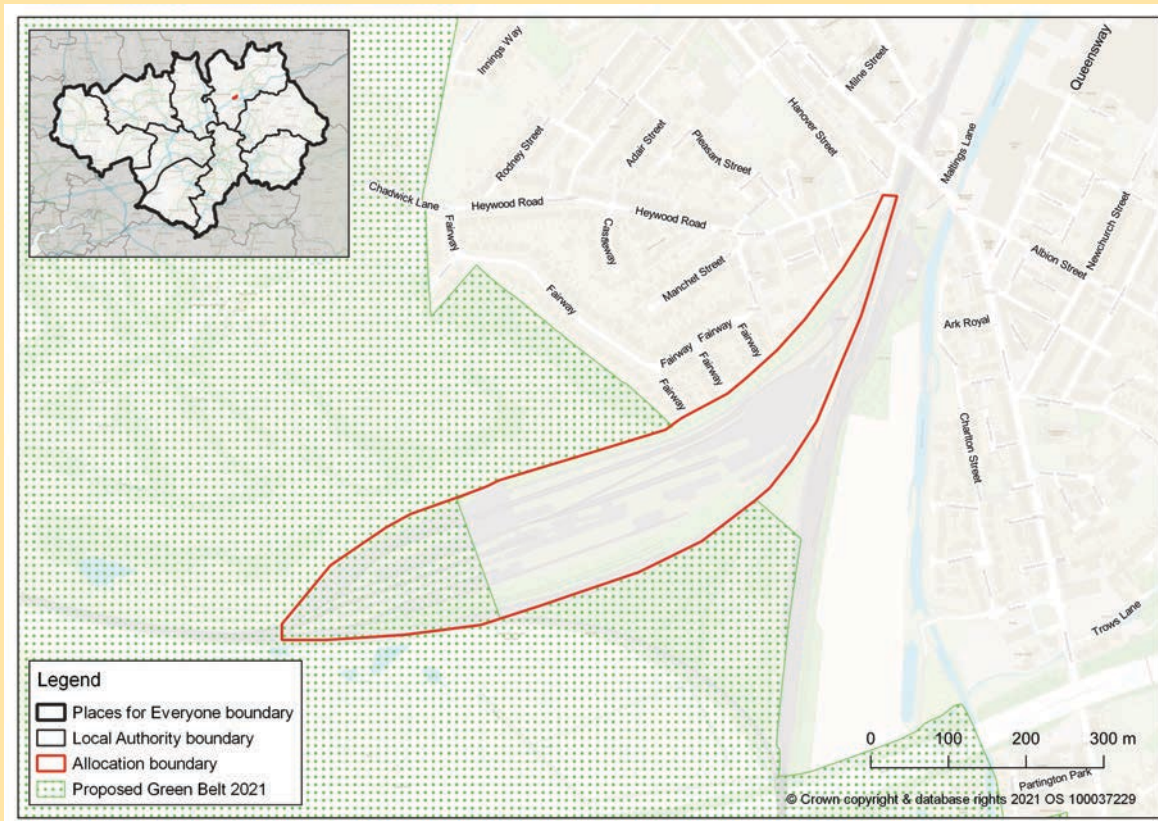 Innings Way
Milne Street
Queensway
Hanover Street
Rodney Street
Adair Street
Pleasant Street
Maltings Lane
Chadwick Lane
Heywood Road
Heywood Road
Newchurch Street
Fairway
Casteway
Albion Street
Manchet Street
Fairway
Ark Royal
Fairway
Fairway
Fairway
Fairway
Fairway
Charlton Street
Trows Lane
Legend
Places for Everyone boundary
Local Authority boundary
Allocation boundary
Proposed Green Belt 2021
0 100 200 300 m
Partington Park
© Crown copyright & database rights 2021 OS 100037229